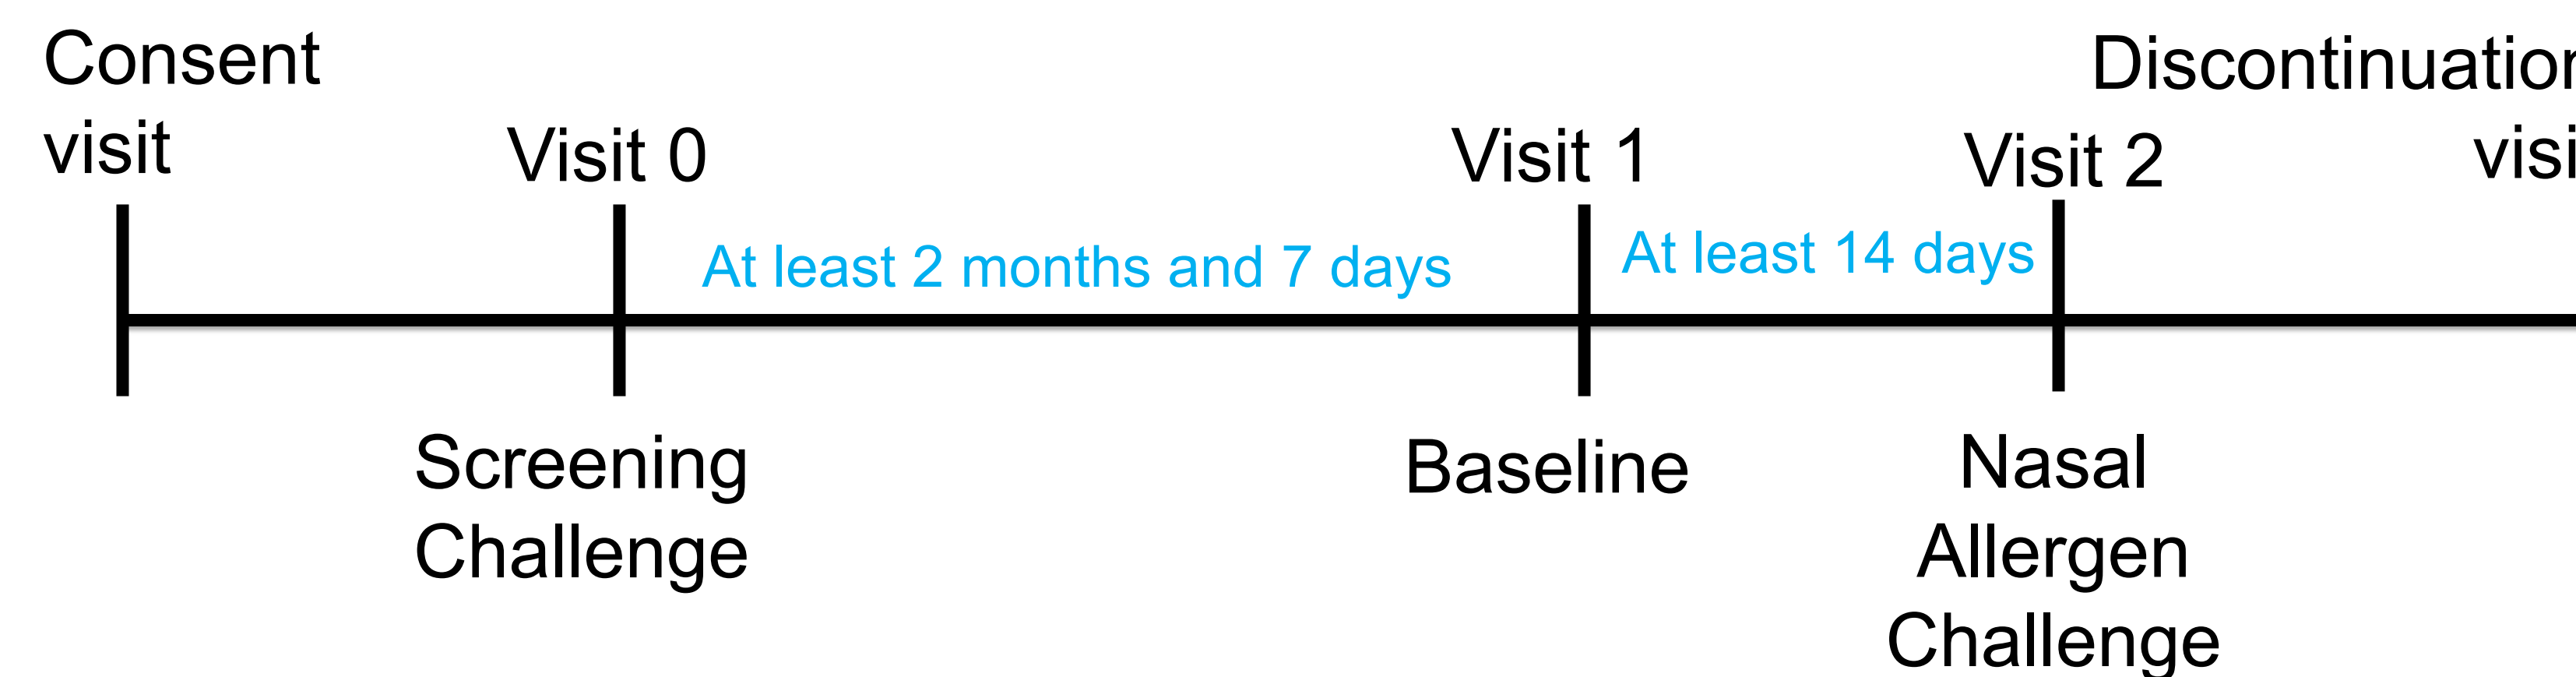 Consent
visit
Visit 0
Visit 1
Visit 2
Discontinuation
At least 2 months and 7 days
At least 14 days
Screening
Challenge
Baseline
Nasal
Allergen
Challenge